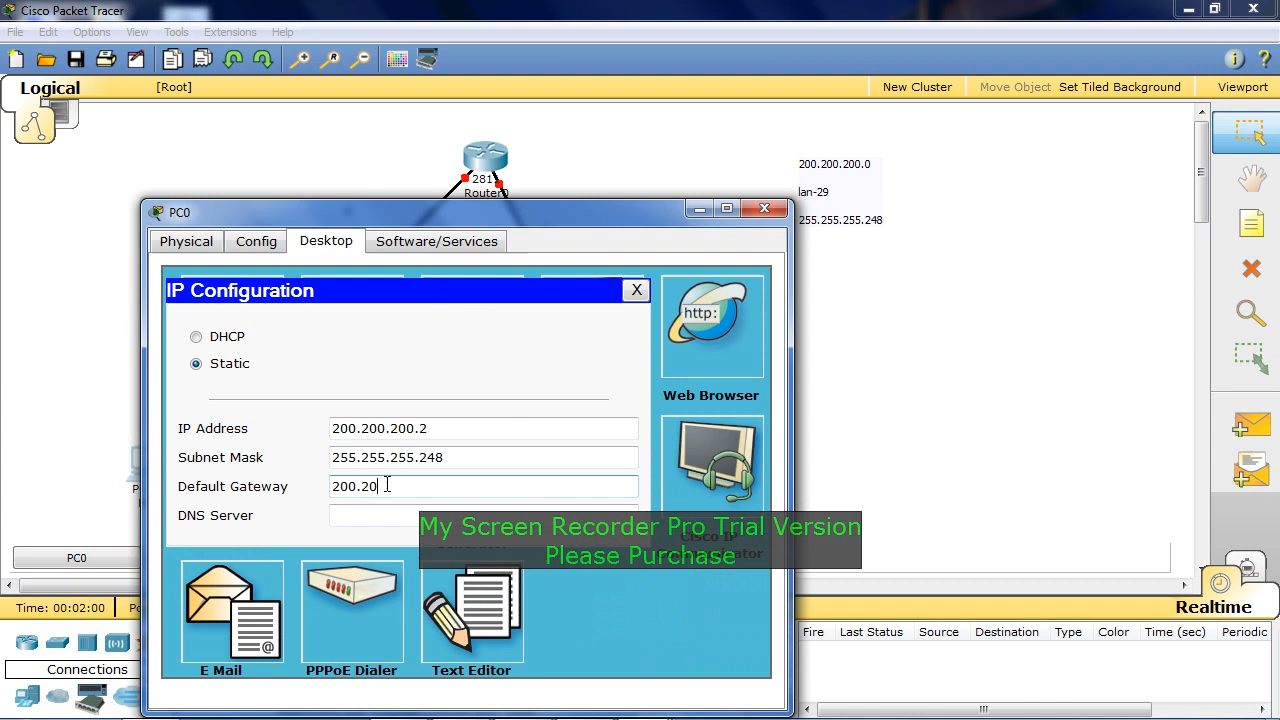 Cisco Packet Tracer
File Edit Options View Tools Extensions Help
Logical [Root] New Cluster Move Object Set Tiled Background Viewport
281
Router0
200.200.200.0
lan-29
255.255.255.248
PC0
Physical Config Desktop Software/Services
IP Configuration X
DHCP
Static
IP Address 200.200.200.2
Subnet Mask 255.255.255.248
Default Gateway 200.20
DNS Server
http:
Web Browser
My Screen Recorder Pro Trial Version
Please Purchase
Cisco IP
E Mail PPPoE Dialer Text Editor
PC0
Time: 00:02:00
Realtime
Connections
Fire Last Status Source Destination Type Color Time (sec) Periodic